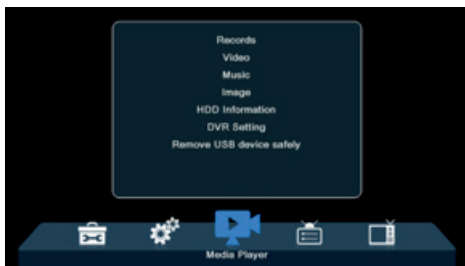 Records
Video
Music
Image
HDD Information
DVR Setting
Remove USB device safely
Media Player